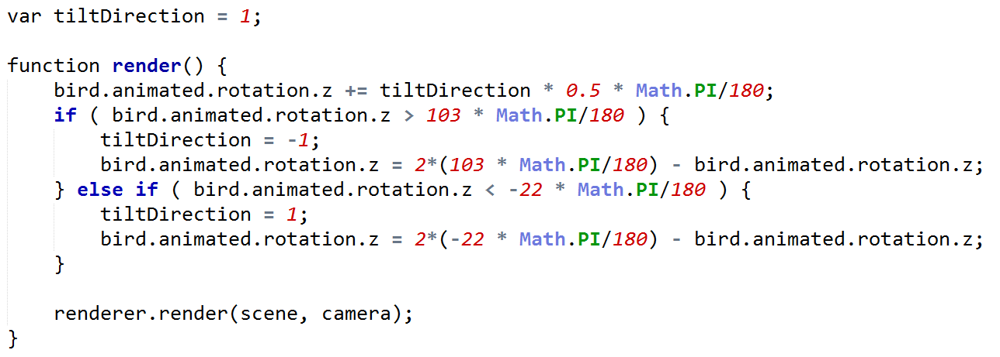 var tiltDirection = 1;

function render() {
    bird.animated.rotation.z += tiltDirection * 0.5 * Math.PI/180;
    if ( bird.animated.rotation.z > 103 * Math.PI/180 ) {
        tiltDirection = -1;
        bird.animated.rotation.z = 2*(103 * Math.PI/180) - bird.animated.rotation.z;
    } else if ( bird.animated.rotation.z < -22 * Math.PI/180 ) {
        tiltDirection = 1;
        bird.animated.rotation.z = 2*(-22 * Math.PI/180) - bird.animated.rotation.z;
    }

    renderer.render(scene, camera);
}